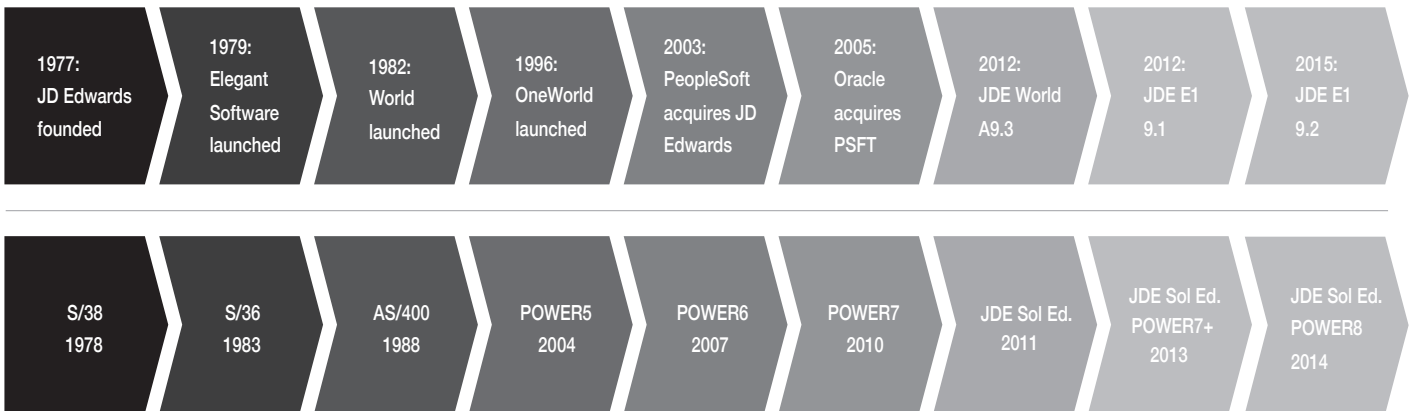 1977:
JD Edwards
founded
1979:
Elegant
Software
launched
1982:
World
launched
1996:
OneWorld
launched
2003:
PeopleSoft
acquires JD
Edwards
2005:
Oracle
acquires
PSFT
2012:
JDE World
A9.3
2012:
JDE E1
9.1
2015:
JDE E1
9.2
S/38
1978
S/36
1983
AS/400
1988
POWER5
2004
POWER6
2007
POWER7
2010
JDE Sol Ed.
2011
JDE Sol Ed.
POWER7+
2013
JDE Sol Ed.
POWER8
2014